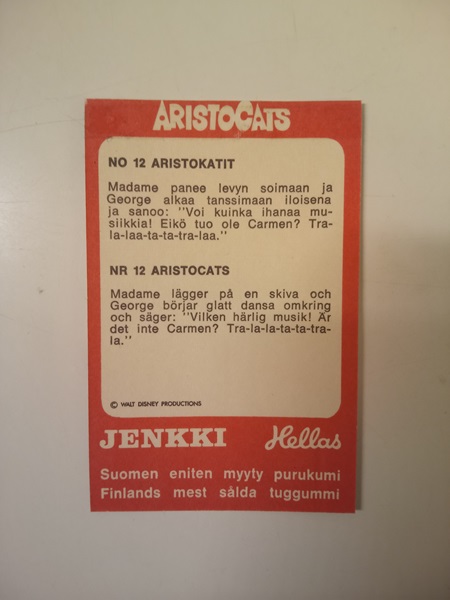 ARISTOCATS
NO 12 ARISTOKATIT
Madame panee levyn soimaan ja
George alkaa tanssimaan iloisena
ja sanoo: "Voi kuinka ihanaa mu-
siikkia! Eikö tuo ole Carmen? Tra-
la-laa-ta-ta-tra-laa."
NR 12 ARISTOCATS
Madame lägger på en skiva och
George börjar glatt dansa omkring
och säger: "Vilken härlig musik! Är
det inte Carmen? Tra-la-la-ta-ta-tra-
la."
© WALT DISNEY PRODUCTIONS
JENKKI Hellas
Suomen eniten myyty purukumi
Finlands mest sålda tuggummi